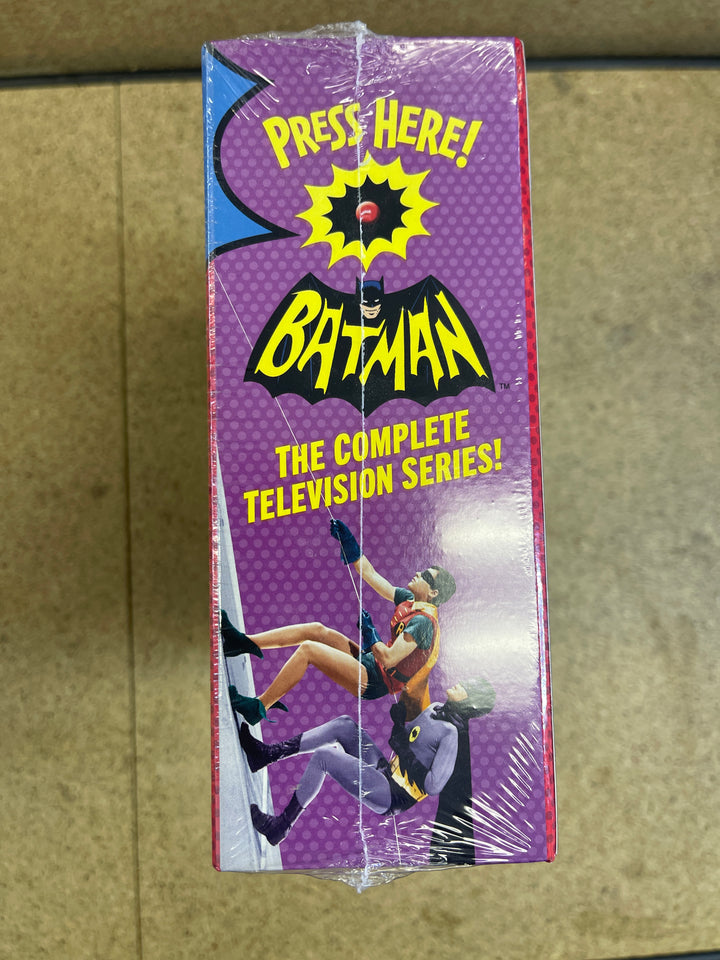 PRESS HERE!
BATMAN
TM
THE COMPLETE
TELEVISION SERIES!
R